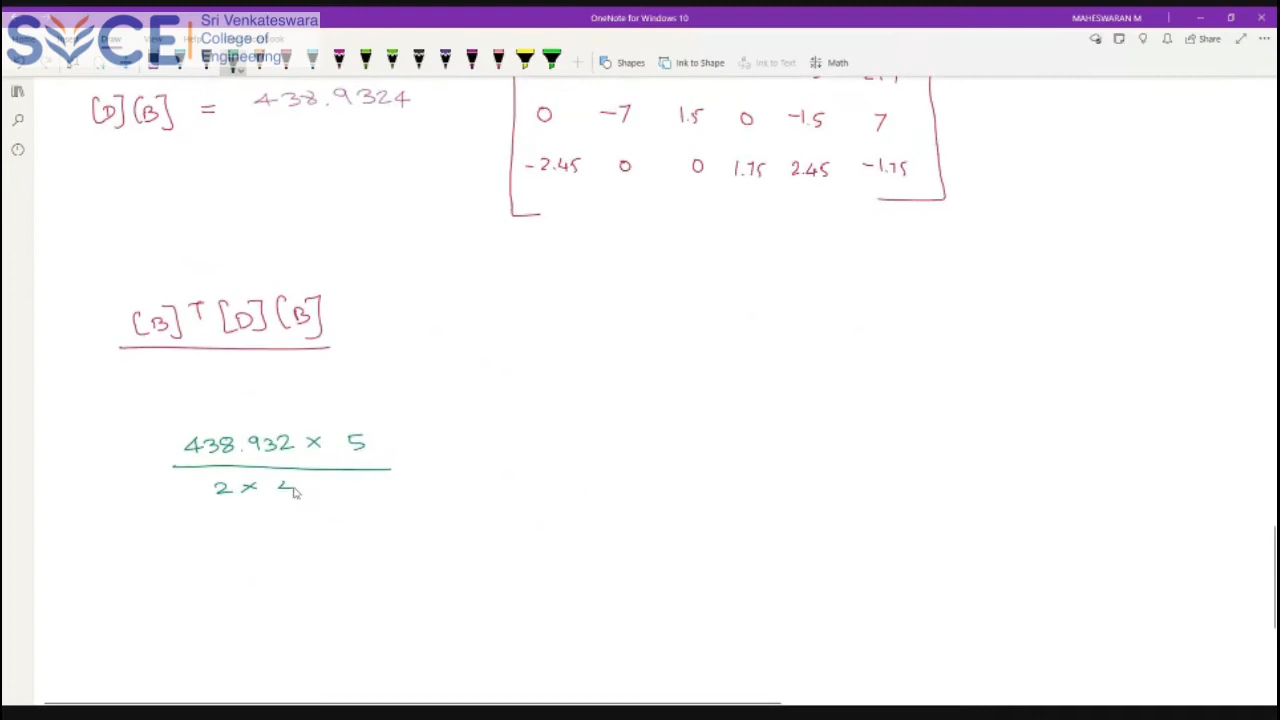 OneNote for Windows 10
MAHESWARAN M
SVCE
Sri Venkateswara
College of
Engineering
Shapes
Ink to Shape
Ink to Text
Math
Share
[D][B] = 438.9324
0 -7 1.5 0 -1.5 7
-2.45 0 0 1.75 2.45 -1.75
[B]ᵀ[D][B]
438.932 × 5
2 × 4